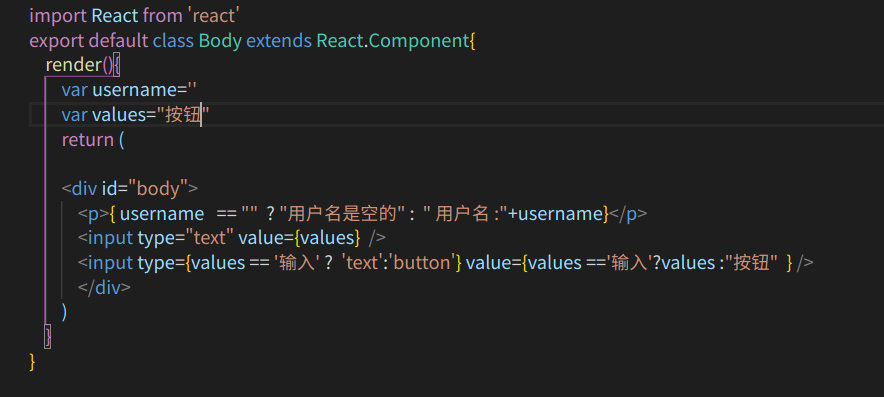 import React from 'react'
export default class Body extends React.Component{
render(){
var username=''
var values="按钮"
return (
<div id="body">
<p>{ username == "" ? "用户名是空的" : " 用户名 :"+username}</p>
<input type="text" value={values} />
<input type={values == '输入' ? 'text':'button'} value={values =='输入'?values :"按钮" } />
</div>
)
}
}